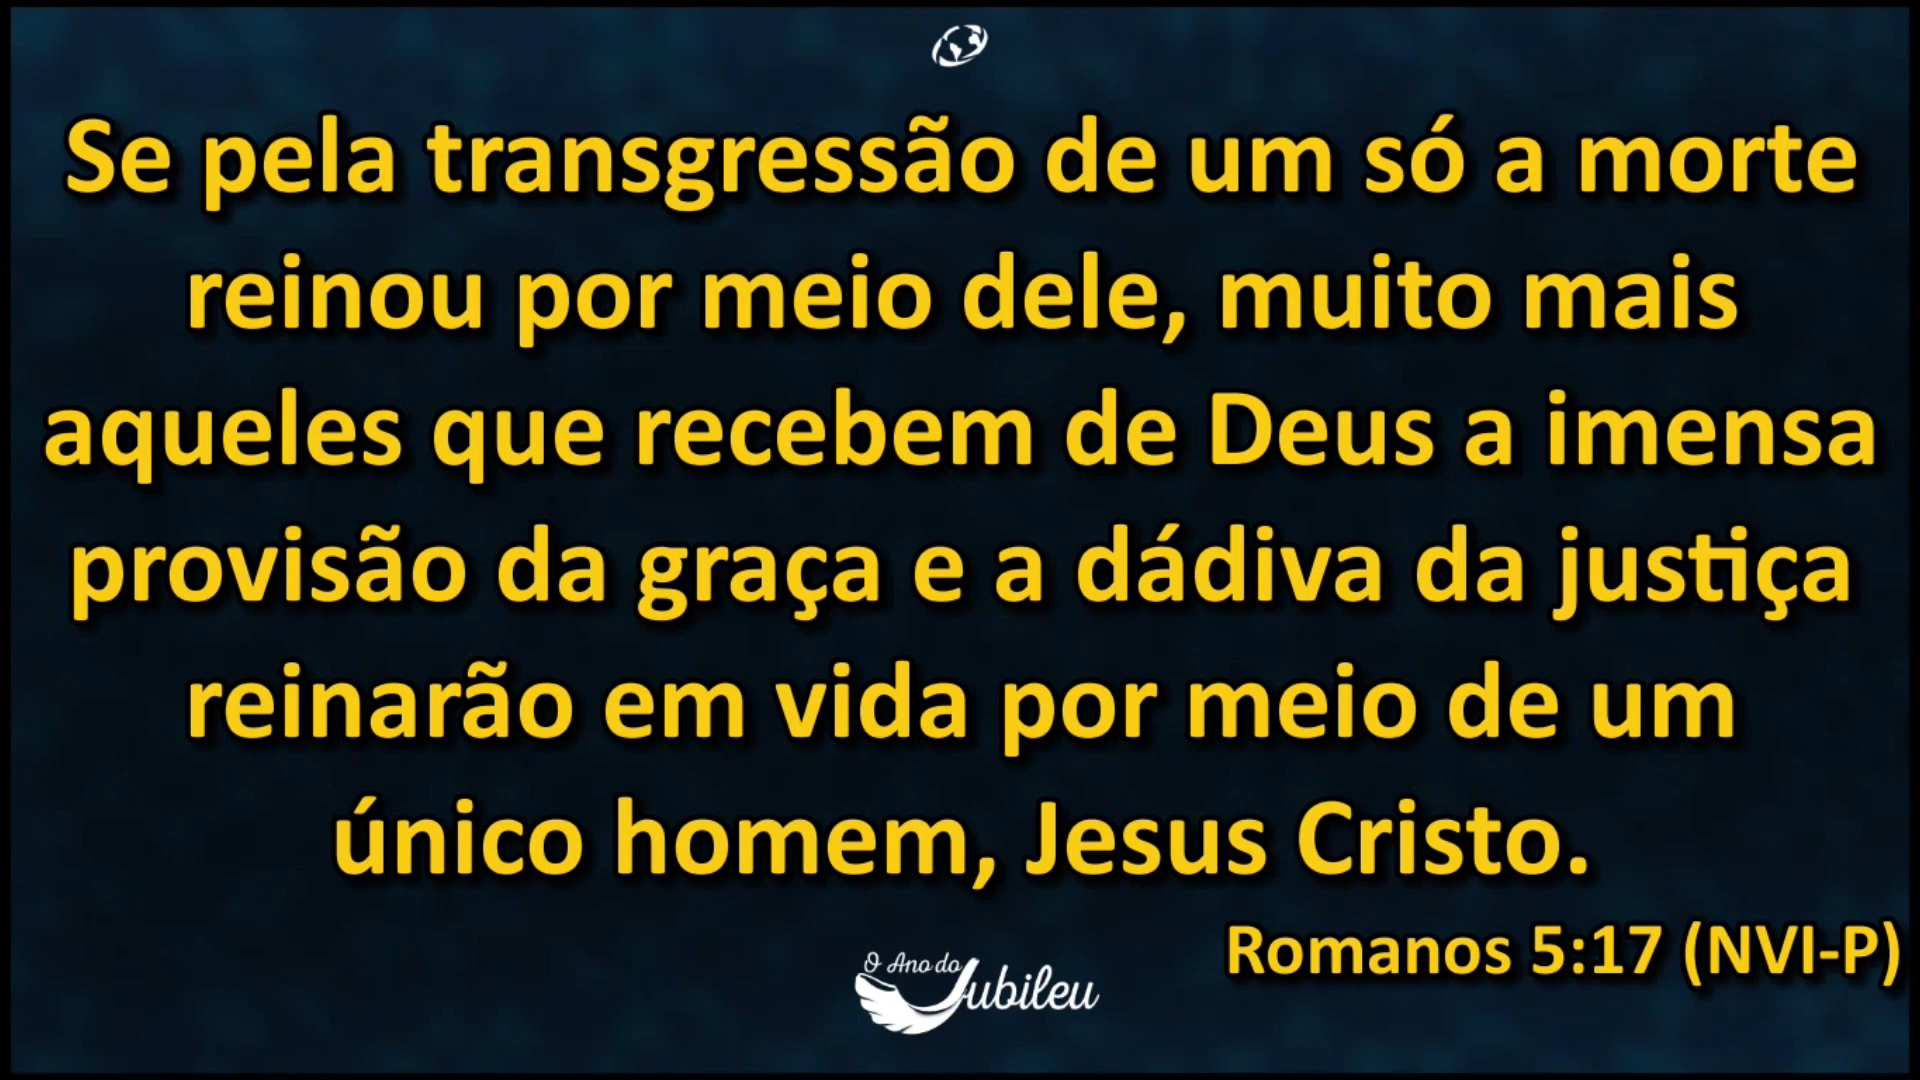 Se pela transgressão de um só a morte
reinou por meio dele, muito mais
aqueles que recebem de Deus a imensa
provisão da graça e a dádiva da justiça
reinarão em vida por meio de um
único homem, Jesus Cristo.
Romanos 5:17 (NVI-P)
O Ano do
Jubileu